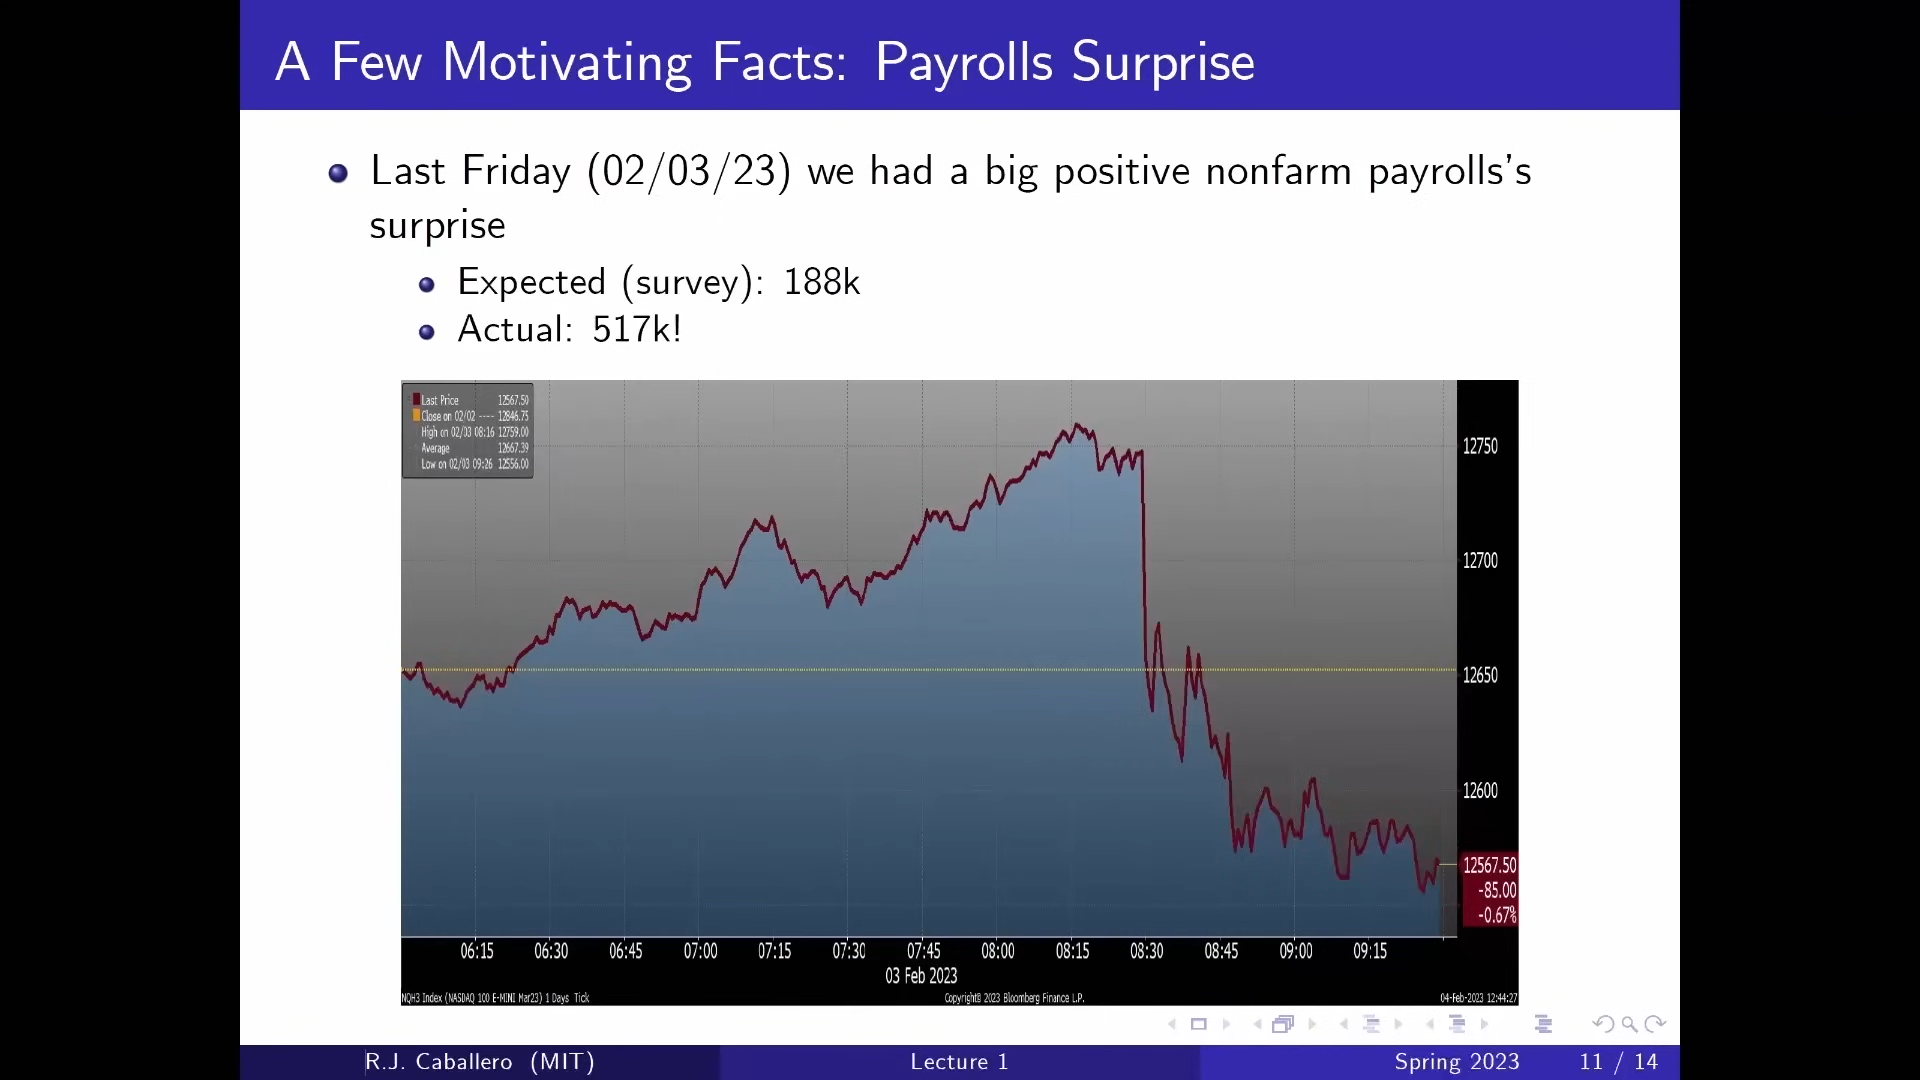 A Few Motivating Facts: Payrolls Surprise
Last Friday (02/03/23) we had a big positive nonfarm payrolls's
surprise
Expected (survey): 188k
Actual: 517k!
Last Price 12567.50
Close on 02/02 ---- 12846.75
High on 02/03 08:16 12759.00
Average 12667.39
Low on 02/03 09:26 12556.00
12750
12700
12650
12600
12567.50
-85.00
-0.67%
06:15 06:30 06:45 07:00 07:15 07:30 07:45 08:00 08:15 08:30 08:45 09:00 09:15
03 Feb 2023
NQH3 Index (NASDAQ 100 E-MINI Mar23) 1 Days Tick Copyright© 2023 Bloomberg Finance L.P. 04-Feb-2023 12:44:27
R.J. Caballero (MIT) Lecture 1 Spring 2023 11 / 14